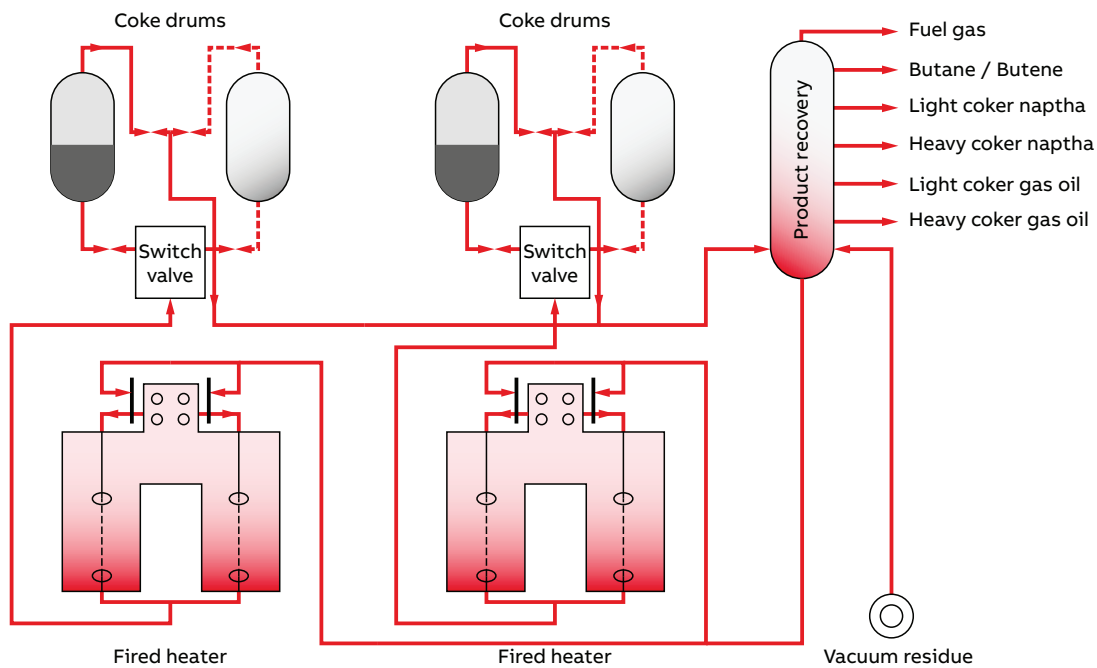 Coke drums
Coke drums
Fuel gas
Butane / Butene
Light coker naptha
Heavy coker naptha
Light coker gas oil
Heavy coker gas oil
Product recovery
Switch
valve
Switch
valve
Fired heater
Fired heater
Vacuum residue